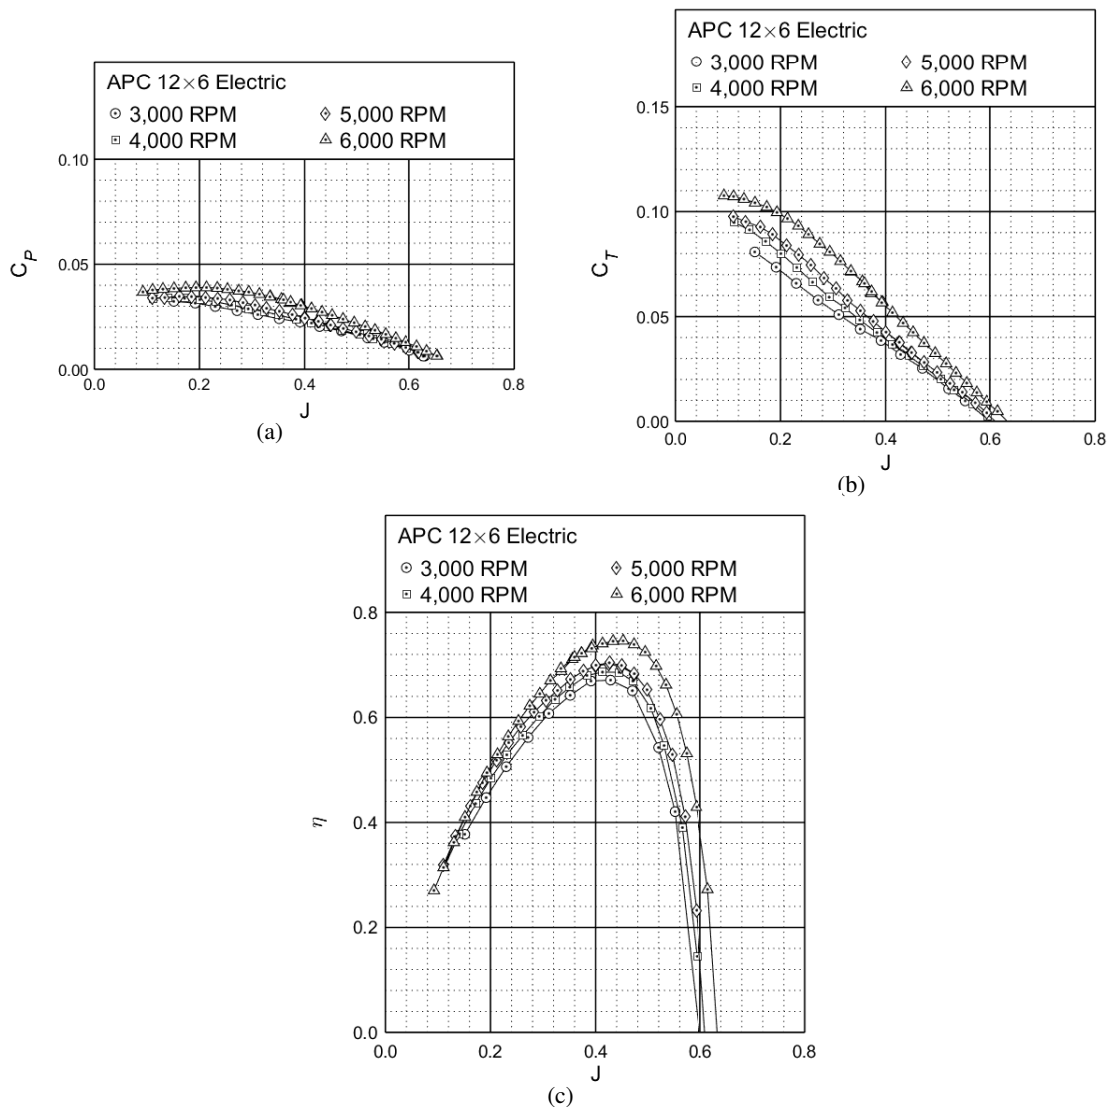 APC 12×6 Electric
3,000 RPM
5,000 RPM
4,000 RPM
6,000 RPM
0.10
0.05
0.00
C_P
0.0
0.2
0.4
0.6
0.8
J
(a)
APC 12×6 Electric
3,000 RPM
5,000 RPM
4,000 RPM
6,000 RPM
0.15
0.10
0.05
0.00
C_T
0.0
0.2
0.4
0.6
0.8
J
(b)
APC 12×6 Electric
3,000 RPM
5,000 RPM
4,000 RPM
6,000 RPM
0.8
0.6
0.4
0.2
0.0
η
0.0
0.2
0.4
0.6
0.8
J
(c)